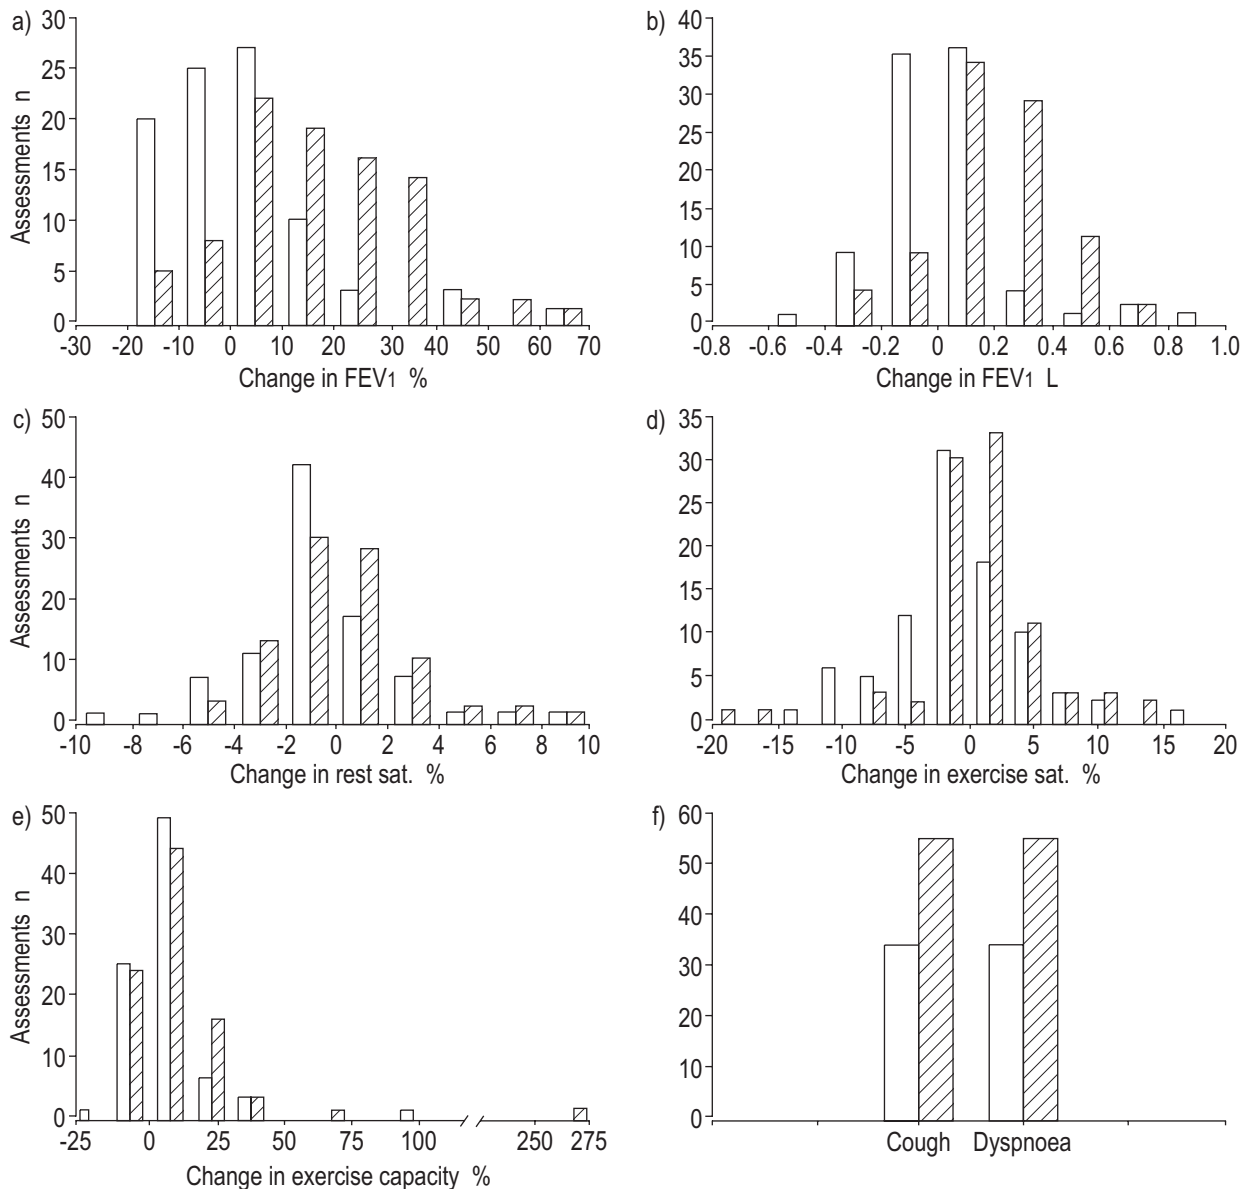 a)
30
25
20
15
10
5
0
Assessments n
-30 -20 -10 0 10 20 30 40 50 60 70
Change in FEV1 %
b)
40
35
30
25
20
15
10
5
0
-0.8 -0.6 -0.4 -0.2 0 0.2 0.4 0.6 0.8 1.0
Change in FEV1 L
c)
50
40
30
20
10
0
Assessments n
-10 -8 -6 -4 -2 0 2 4 6 8 10
Change in rest sat. %
d)
35
30
25
20
15
10
5
0
-20 -15 -10 -5 0 5 10 15 20
Change in exercise sat. %
e)
50
40
30
20
10
0
Assessments n
-25 0 25 50 75 100 250 275
Change in exercise capacity %
f)
60
50
40
30
20
10
0
Cough Dyspnoea